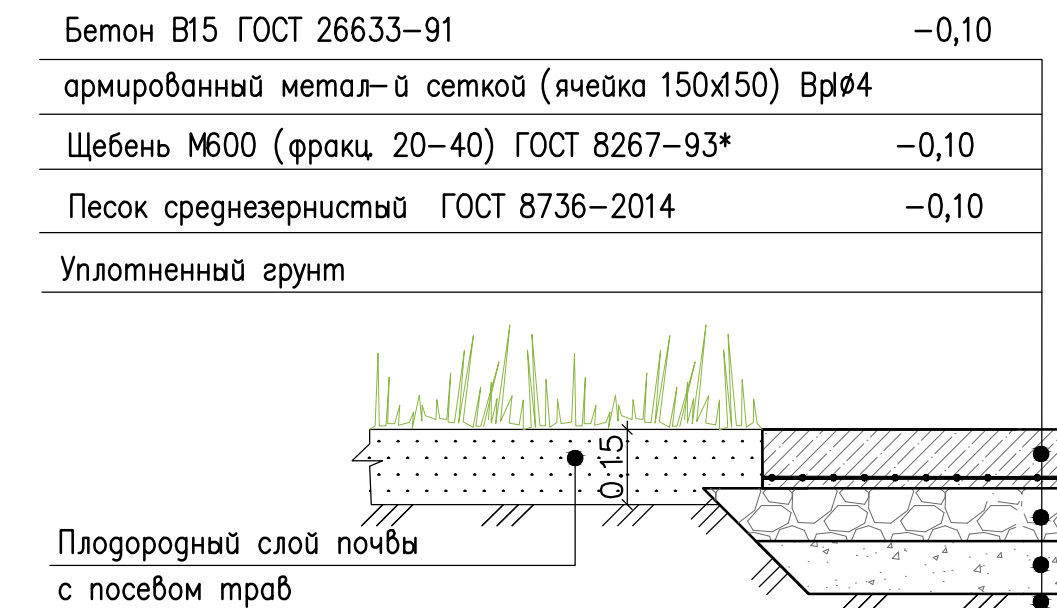 Бетон В15 ГОСТ 26633-91 -0,10
армированный метал-й сеткой (ячейка 150х150) ВрIø4
Щебень М600 (фракц. 20-40) ГОСТ 8267-93* -0,10
Песок среднезернистый ГОСТ 8736-2014 -0,10
Уплотненный грунт
0.15
Плодородный слой почвы
с посевом трав